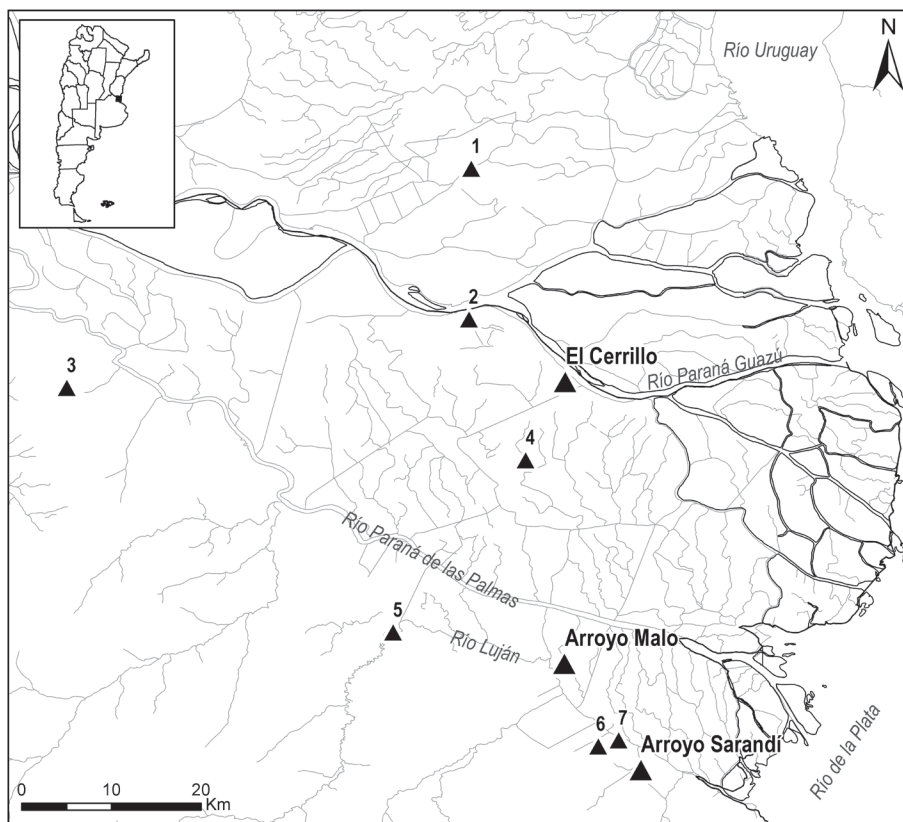 N
Río Uruguay
1
2
El Cerrillo
Río Paraná Guazú
3
4
Río Paraná de las Palmas
5
Río Luján
Arroyo Malo
6
7
Arroyo Sarandí
Río de la Plata
0 10 20
Km